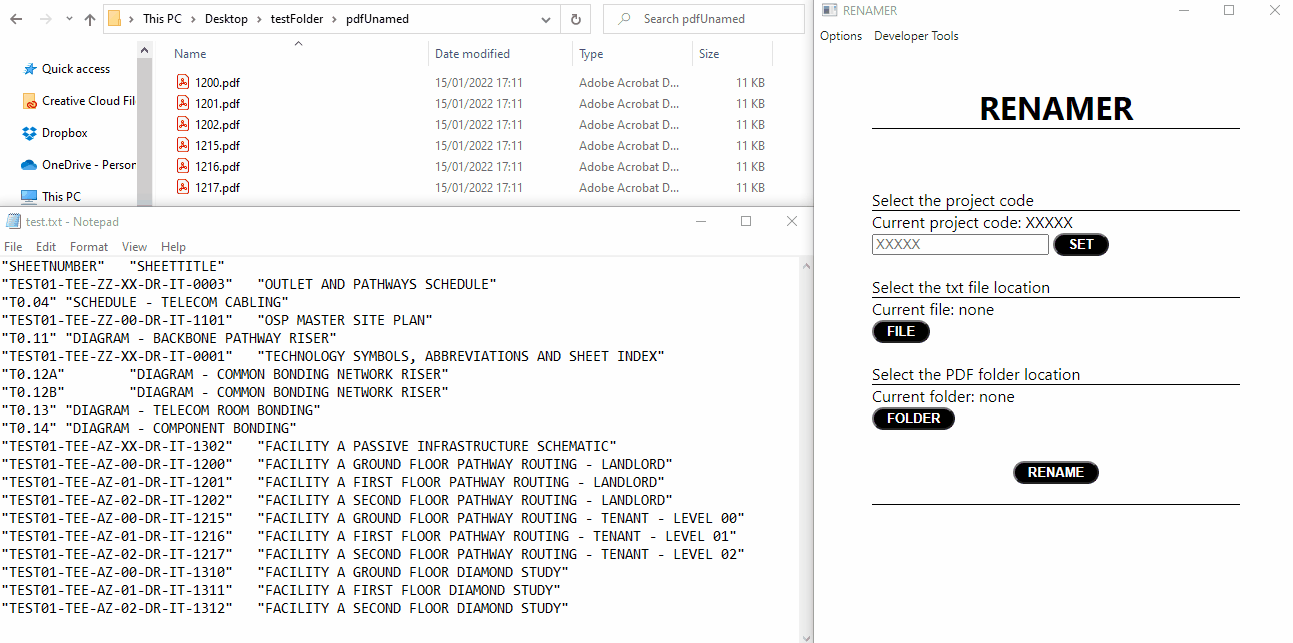 This PC > Desktop > testFolder > pdfUnamed
Search pdfUnamed
Quick access
Creative Cloud Fil
Dropbox
OneDrive - Person
This PC
Name Date modified Type Size
1200.pdf 15/01/2022 17:11 Adobe Acrobat D... 11 KB
1201.pdf 15/01/2022 17:11 Adobe Acrobat D... 11 KB
1202.pdf 15/01/2022 17:11 Adobe Acrobat D... 11 KB
1215.pdf 15/01/2022 17:11 Adobe Acrobat D... 11 KB
1216.pdf 15/01/2022 17:11 Adobe Acrobat D... 11 KB
1217.pdf 15/01/2022 17:11 Adobe Acrobat D... 11 KB
test.txt - Notepad
File Edit Format View Help
"SHEETNUMBER" "SHEETTITLE"
"TEST01-TEE-ZZ-XX-DR-IT-0003" "OUTLET AND PATHWAYS SCHEDULE"
"T0.04" "SCHEDULE - TELECOM CABLING"
"TEST01-TEE-ZZ-00-DR-IT-1101" "OSP MASTER SITE PLAN"
"T0.11" "DIAGRAM - BACKBONE PATHWAY RISER"
"TEST01-TEE-ZZ-XX-DR-IT-0001" "TECHNOLOGY SYMBOLS, ABBREVIATIONS AND SHEET INDEX"
"T0.12A" "DIAGRAM - COMMON BONDING NETWORK RISER"
"T0.12B" "DIAGRAM - COMMON BONDING NETWORK RISER"
"T0.13" "DIAGRAM - TELECOM ROOM BONDING"
"T0.14" "DIAGRAM - COMPONENT BONDING"
"TEST01-TEE-AZ-XX-DR-IT-1302" "FACILITY A PASSIVE INFRASTRUCTURE SCHEMATIC"
"TEST01-TEE-AZ-00-DR-IT-1200" "FACILITY A GROUND FLOOR PATHWAY ROUTING - LANDLORD"
"TEST01-TEE-AZ-01-DR-IT-1201" "FACILITY A FIRST FLOOR PATHWAY ROUTING - LANDLORD"
"TEST01-TEE-AZ-02-DR-IT-1202" "FACILITY A SECOND FLOOR PATHWAY ROUTING - LANDLORD"
"TEST01-TEE-AZ-00-DR-IT-1215" "FACILITY A GROUND FLOOR PATHWAY ROUTING - TENANT - LEVEL 00"
"TEST01-TEE-AZ-01-DR-IT-1216" "FACILITY A FIRST FLOOR PATHWAY ROUTING - TENANT - LEVEL 01"
"TEST01-TEE-AZ-02-DR-IT-1217" "FACILITY A SECOND FLOOR PATHWAY ROUTING - TENANT - LEVEL 02"
"TEST01-TEE-AZ-00-DR-IT-1310" "FACILITY A GROUND FLOOR DIAMOND STUDY"
"TEST01-TEE-AZ-01-DR-IT-1311" "FACILITY A FIRST FLOOR DIAMOND STUDY"
"TEST01-TEE-AZ-02-DR-IT-1312" "FACILITY A SECOND FLOOR DIAMOND STUDY"
RENAMER
Options Developer Tools
RENAMER
Select the project code
Current project code: XXXXX
XXXXX SET
Select the txt file location
Current file: none
FILE
Select the PDF folder location
Current folder: none
FOLDER
RENAME